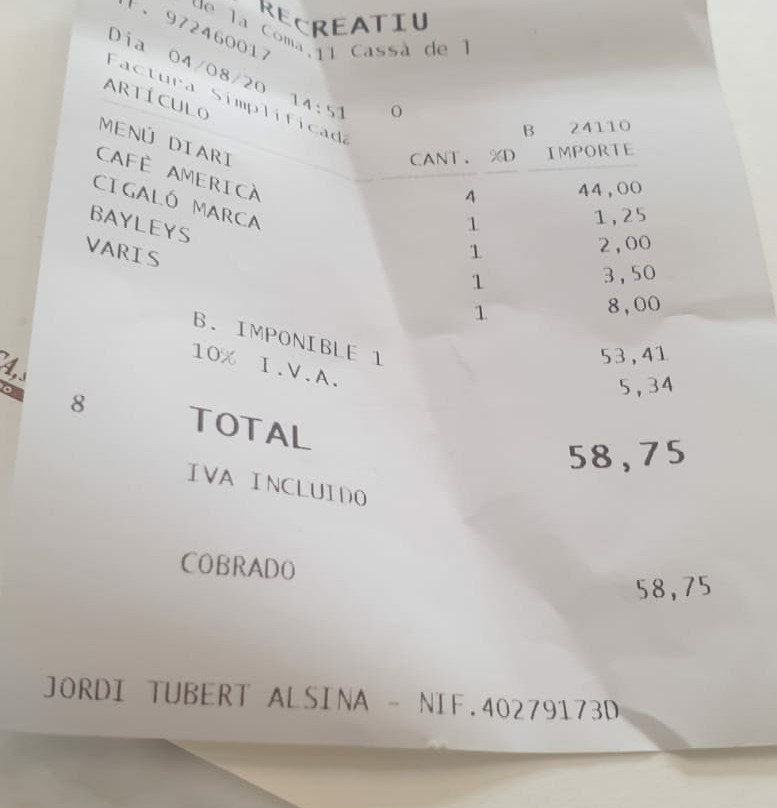 RECREATIU
de la Coma,11 Cassà de l
. 972460017
Día 04/08/20 14:51 0
Factura Simplificada B 24110
ARTÍCULO CANT. %D IMPORTE
MENÚ DIARI 4 44,00
CAFÈ AMERICÀ 1 1,25
CIGALÓ MARCA 1 2,00
BAYLEYS 1 3,50
VARIS 1 8,00
B. IMPONIBLE 1 53,41
10% I.V.A. 5,34
8 TOTAL 58,75
IVA INCLUIDO
COBRADO 58,75
JORDI TUBERT ALSINA - NIF.40279173D